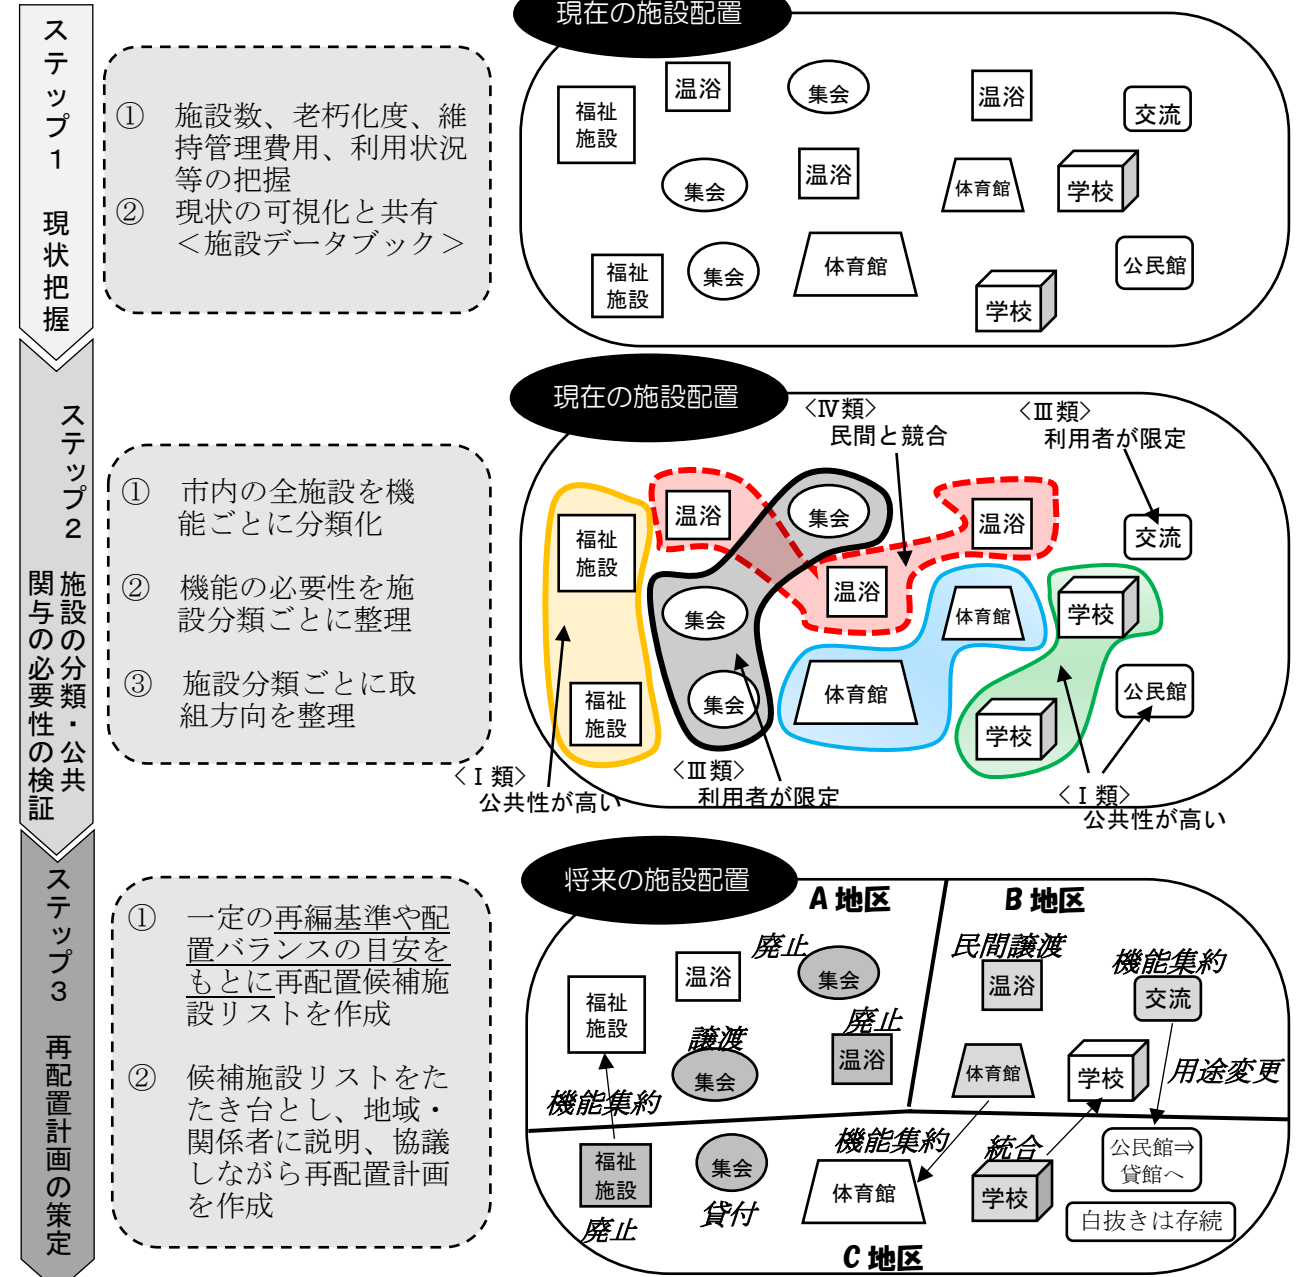 ステップ１　現状把握
①　施設数、老朽化度、維
持管理費用、利用状況
等の把握
②　現状の可視化と共有
＜施設データブック＞
現在の施設配置
福祉
施設
温浴
集会
温浴
交流
集会
温浴
体育館
学校
福祉
施設
集会
体育館
学校
公民館
ステップ２　施設の分類・公共
関与の必要性の検証
①　市内の全施設を機
能ごとに分類化
②　機能の必要性を施
設分類ごとに整理
③　施設分類ごとに取
組方向を整理
現在の施設配置
〈Ⅳ類〉
民間と競合
〈Ⅲ類〉
利用者が限定
福祉
施設
温浴
集会
温浴
交流
集会
温浴
体育館
学校
福祉
施設
集会
体育館
学校
公民館
〈Ⅰ類〉
公共性が高い
〈Ⅲ類〉
利用者が限定
〈Ⅰ類〉
公共性が高い
ステップ３　再配置計画の策定
①　一定の再編基準や配
置バランスの目安を
もとに再配置候補施
設リストを作成
②　候補施設リストをた
たき台とし、地域・
関係者に説明、協議
しながら再配置計画
を作成
将来の施設配置
A 地区
B 地区
福祉
施設
温浴
廃止
集会
民間譲渡
温浴
機能集約
交流
譲渡
集会
廃止
温浴
体育館
学校
用途変更
機能集約
福祉
施設
廃止
集会
貸付
機能集約
体育館
統合
学校
公民館⇒
貸館へ
白抜きは存続
C 地区